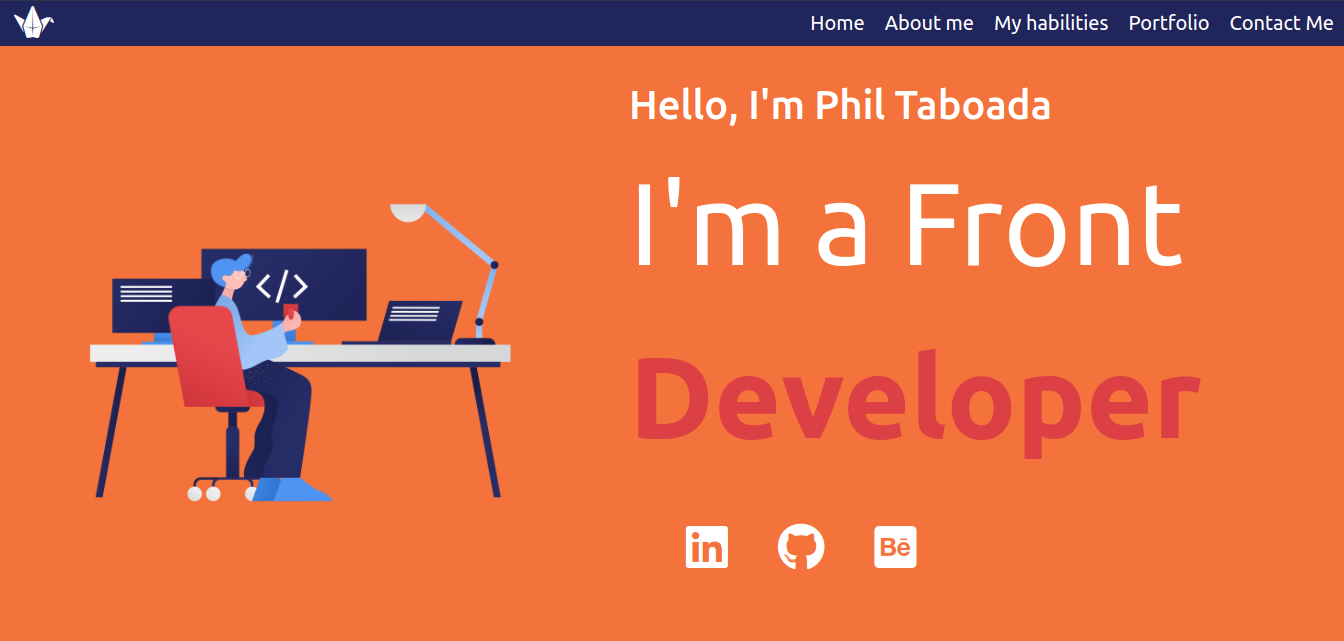 Home About me My habilities Portfolio Contact Me
Hello, I'm Phil Taboada
I'm a Front
</>
Developer
in
Bē